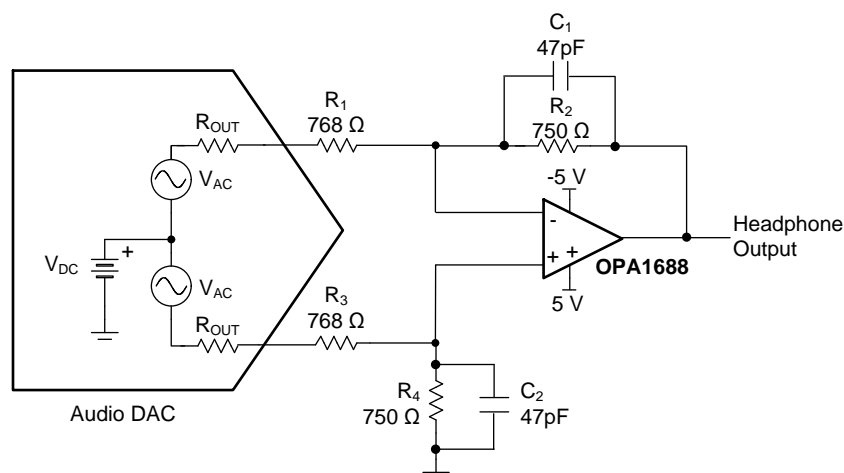 C1
47pF
R2
750 Ω
R1
768 Ω
ROUT
VAC
-5 V
-
+
+
OPA1688
5 V
Headphone
Output
+
VDC
VAC
ROUT
R3
768 Ω
R4
750 Ω
C2
47pF
Audio DAC